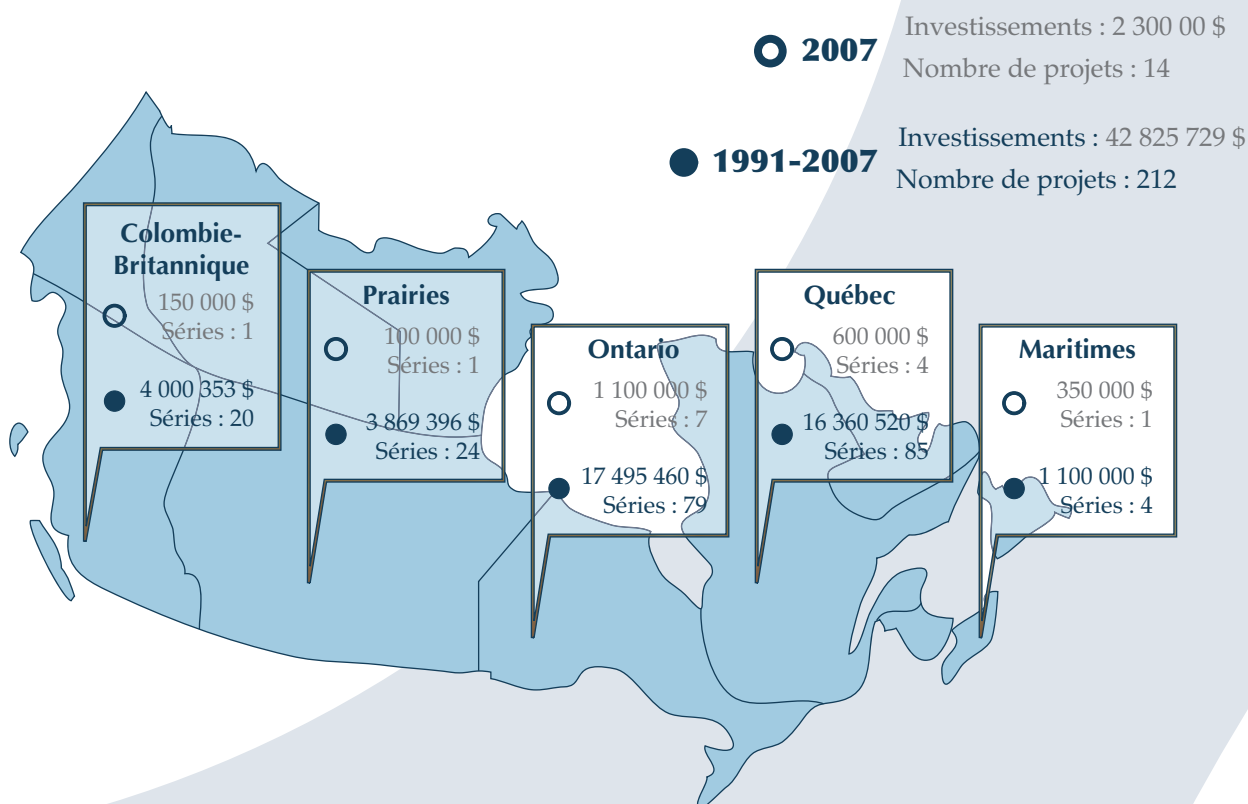 2007
Investissements : 2 300 00 $
Nombre de projets : 14
1991-2007
Investissements : 42 825 729 $
Nombre de projets : 212
Colombie-
Britannique
150 000 $
Séries : 1
4 000 353 $
Séries : 20
Prairies
100 000 $
Séries : 1
3 869 396 $
Séries : 24
Ontario
1 100 000 $
Séries : 7
17 495 460 $
Séries : 79
Québec
600 000 $
Séries : 4
16 360 520 $
Séries : 85
Maritimes
350 000 $
Séries : 1
1 100 000 $
Séries : 4